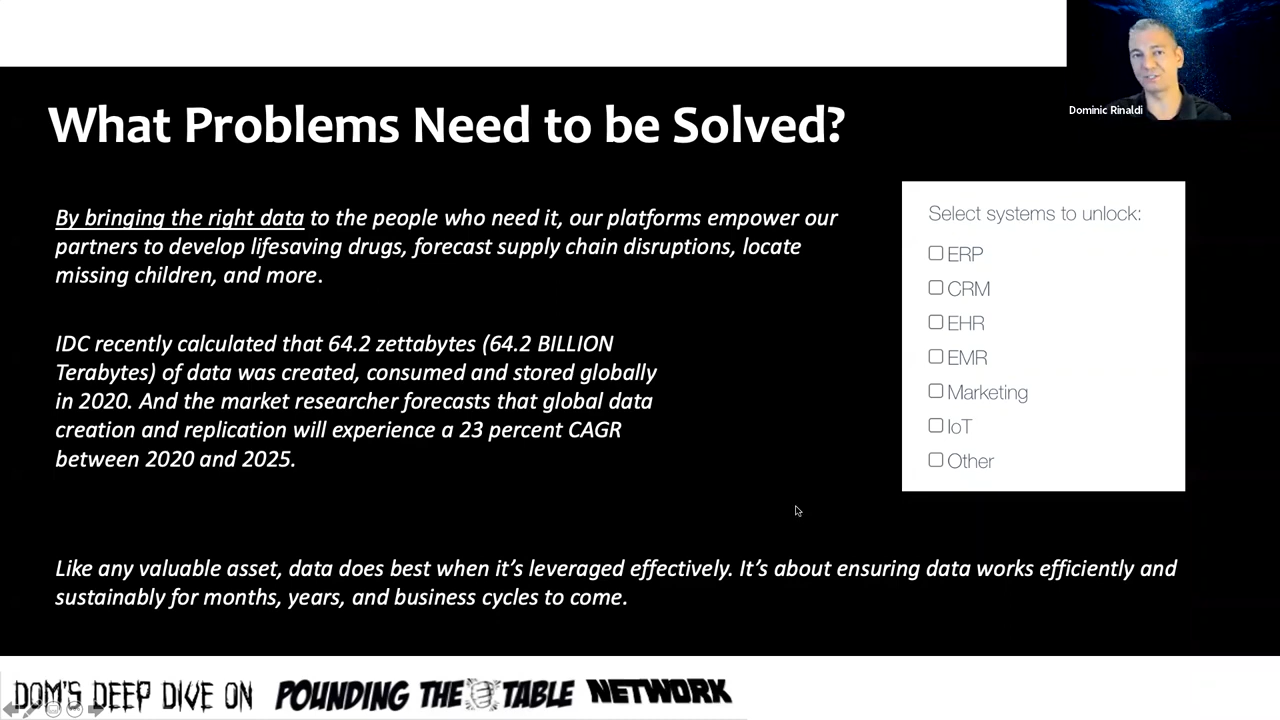 Dominic Rinaldi
What Problems Need to be Solved?
By bringing the right data to the people who need it, our platforms empower our
partners to develop lifesaving drugs, forecast supply chain disruptions, locate
missing children, and more.
IDC recently calculated that 64.2 zettabytes (64.2 BILLION
Terabytes) of data was created, consumed and stored globally
in 2020. And the market researcher forecasts that global data
creation and replication will experience a 23 percent CAGR
between 2020 and 2025.
Select systems to unlock:
ERP
CRM
EHR
EMR
Marketing
IoT
Other
Like any valuable asset, data does best when it’s leveraged effectively. It’s about ensuring data works efficiently and
sustainably for months, years, and business cycles to come.
DOM'S DEEP DIVE ON POUNDING THE TABLE NETWORK